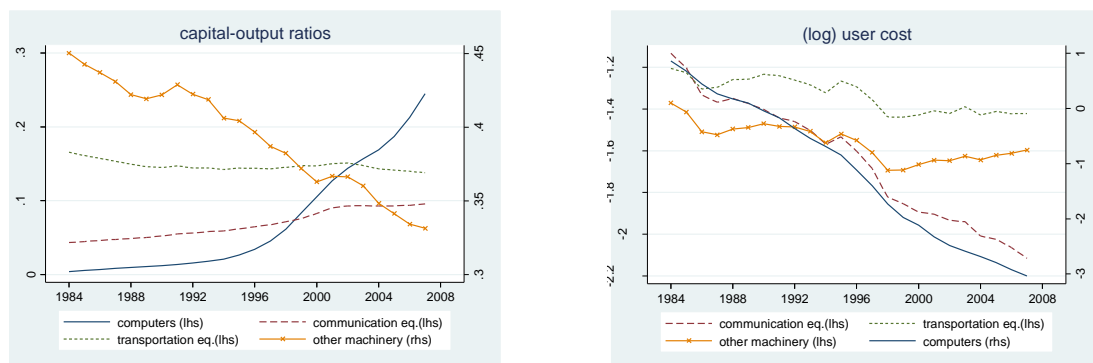 capital-output ratios
.3
.2
.1
0
.45
.4
.35
.3
1984 1988 1992 1996 2000 2004 2008
computers (lhs) communication eq.(lhs)
transportation eq.(lhs) other machinery (rhs)
(log) user cost
-1.2
-1.4
-1.6
-1.8
-2
-2.2
1
0
-1
-2
-3
1984 1988 1992 1996 2000 2004 2008
communication eq.(lhs) transportation eq.(lhs)
other machinery (lhs) computers (rhs)